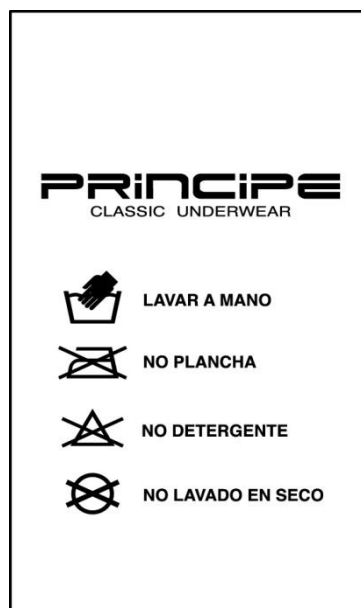 PRINCIPE
CLASSIC UNDERWEAR
LAVAR A MANO
NO PLANCHA
NO DETERGENTE
NO LAVADO EN SECO